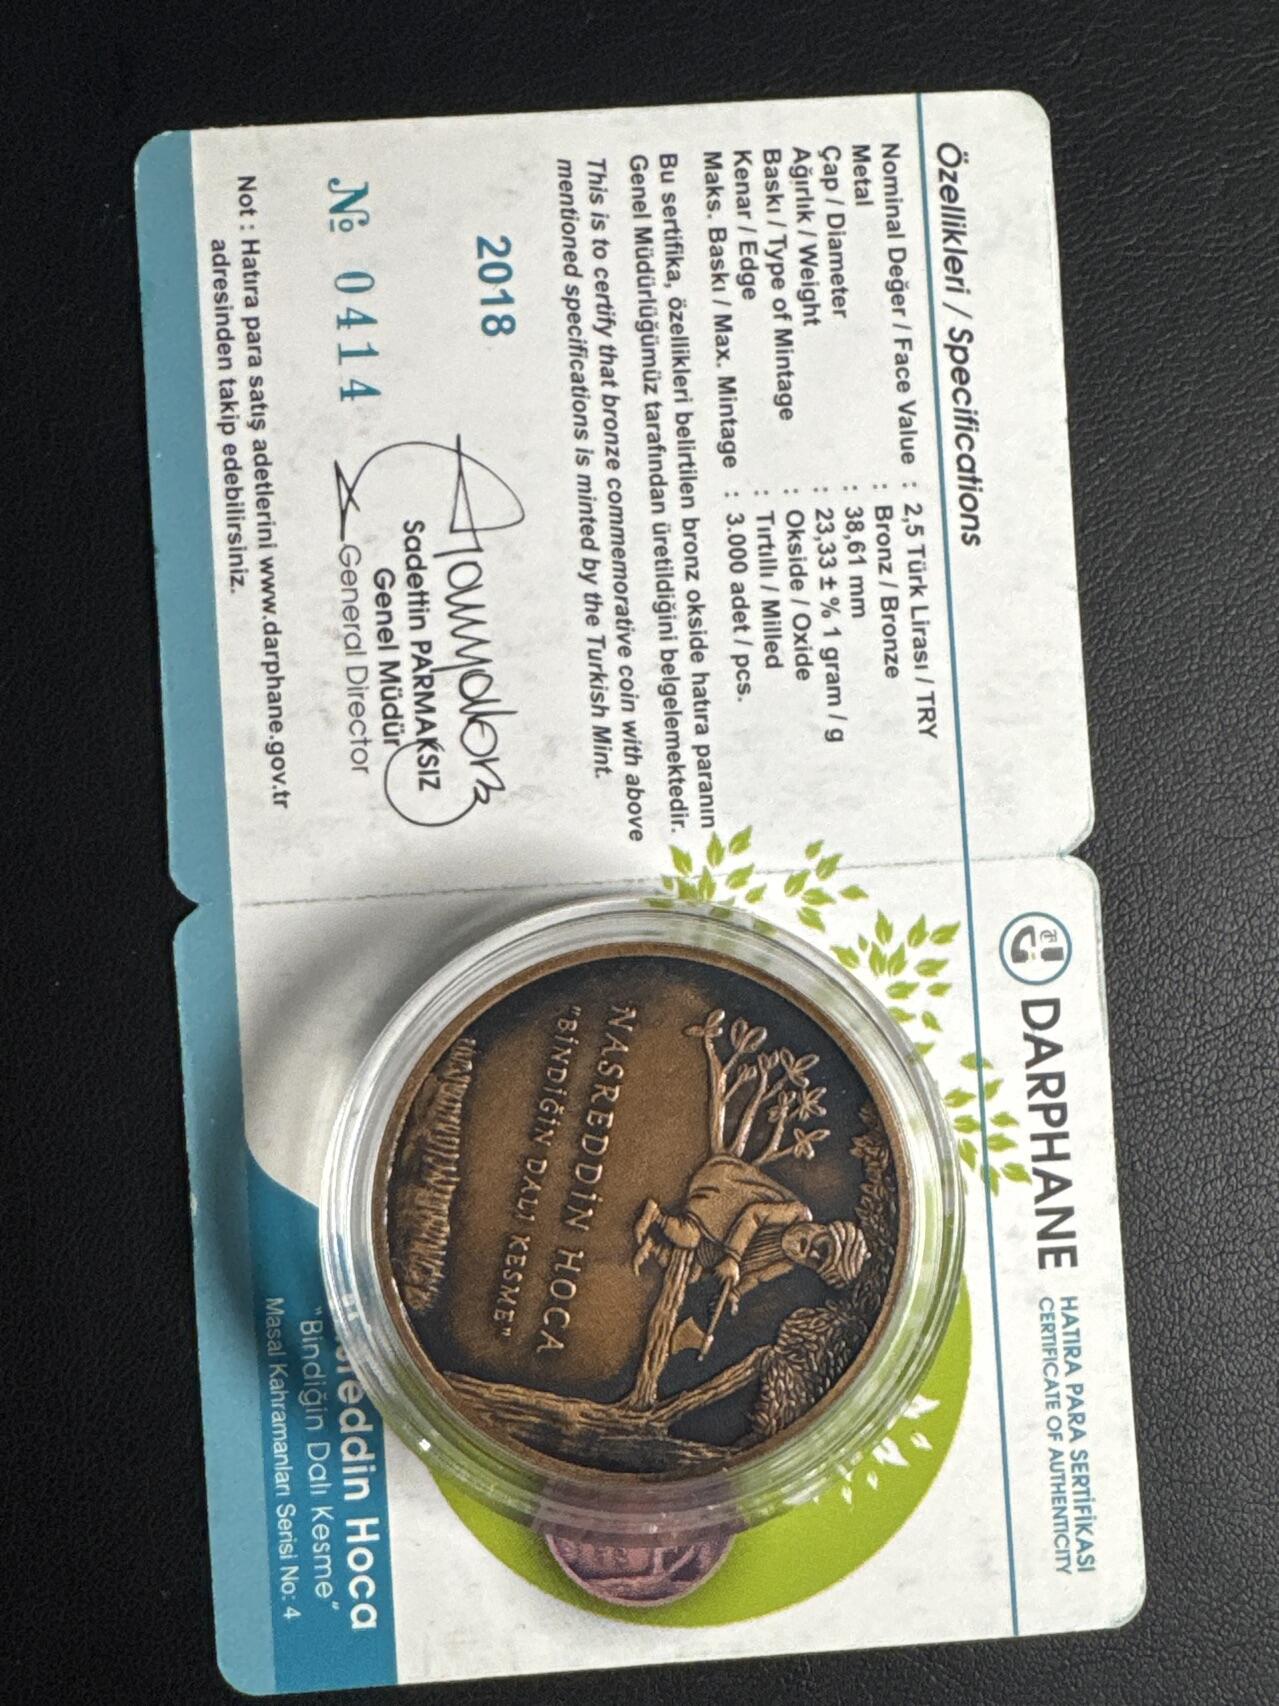 Özellikleri / Specifications
Nominal Değer / Face Value : 2,5 Türk Lirası / TRY
Metal : Bronz / Bronze
Çap / Diameter : 38,61 mm
Ağırlık / Weight : 23,33 ± % 1 gram / g
Baskı / Type of Mintage : Okside / Oxide
Kenar / Edge : Tırtıllı / Milled
Maks. Baskı / Max. Mintage : 3.000 adet / pcs.
Bu sertifika, özellikleri belirtilen bronz okside hatıra paranın
Genel Müdürlüğümüz tarafından üretildiğini belgelemektedir.
This is to certify that bronze commemorative coin with above
mentioned specifications is minted by the Turkish Mint.
2018
Sadettin PARMAKSIZ
Genel Müdür
General Director
№ 0414
Not : Hatıra para satış adetlerini www.darphane.gov.tr
adresinden takip edebilirsiniz.
DARPHANE
HATIRA PARA SERTİFİKASI
CERTIFICATE OF AUTHENTICITY
NASREDDİN HOCA
"BİNDİĞİN DALI KESME"
Hoca
"Bindiğin Dalı Kesme"
Masal Kahramanları Serisi No: 4